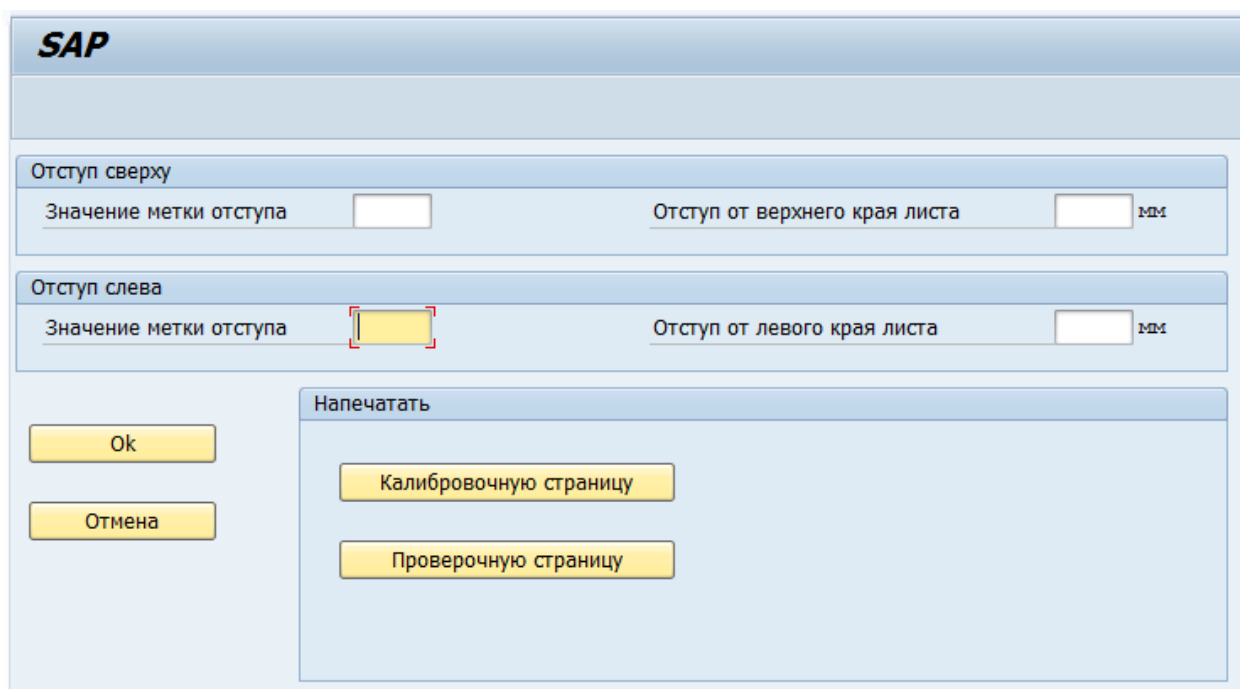 SAP
Отступ сверху
Значение метки отступа Отступ от верхнего края листа мм
Отступ слева
Значение метки отступа Отступ от левого края листа мм
Напечатать
Ok
Калибровочную страницу
Отмена
Проверочную страницу